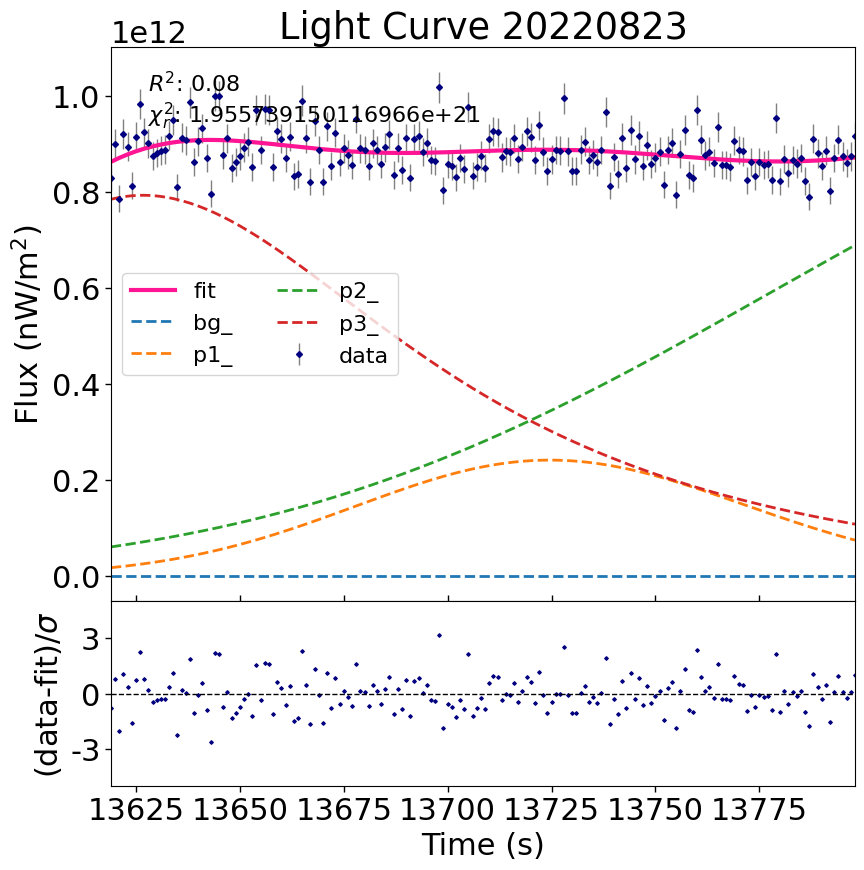 Light Curve 20220823
1e12
R²: 0.08
χ²ᵣ: 1.955739150116966e+21
1.0
0.8
0.6
0.4
0.2
0.0
Flux (nW/m²)
fit
bg_
p1_
p2_
p3_
data
3
0
-3
(data-fit)/σ
13625 13650 13675 13700 13725 13750 13775
Time (s)